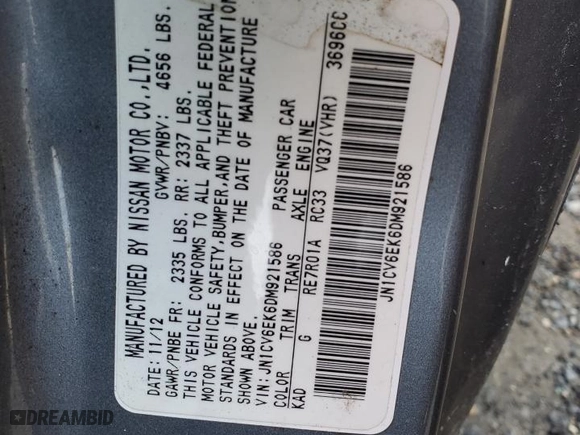 MANUFACTURED BY NISSAN MOTOR CO.,LTD.
DATE: 11/12 GVWR/PNBV: 4656 LBS.
GAWR/PNBE FR: 2335 LBS. RR: 2337 LBS.
THIS VEHICLE CONFORMS TO ALL APPLICABLE FEDERAL
MOTOR VEHICLE SAFETY,BUMPER,AND THEFT PREVENTION
STANDARDS IN EFFECT ON THE DATE OF MANUFACTURE
SHOWN ABOVE.
VIN: JN1CV6EK6DM921586 PASSENGER CAR
COLOR TRIM TRANS AXLE ENGINE
KAD G RE7R01A RC33 VQ37(VHR) 3696CC
JN1CV6EK6DM921586
DREAMBID